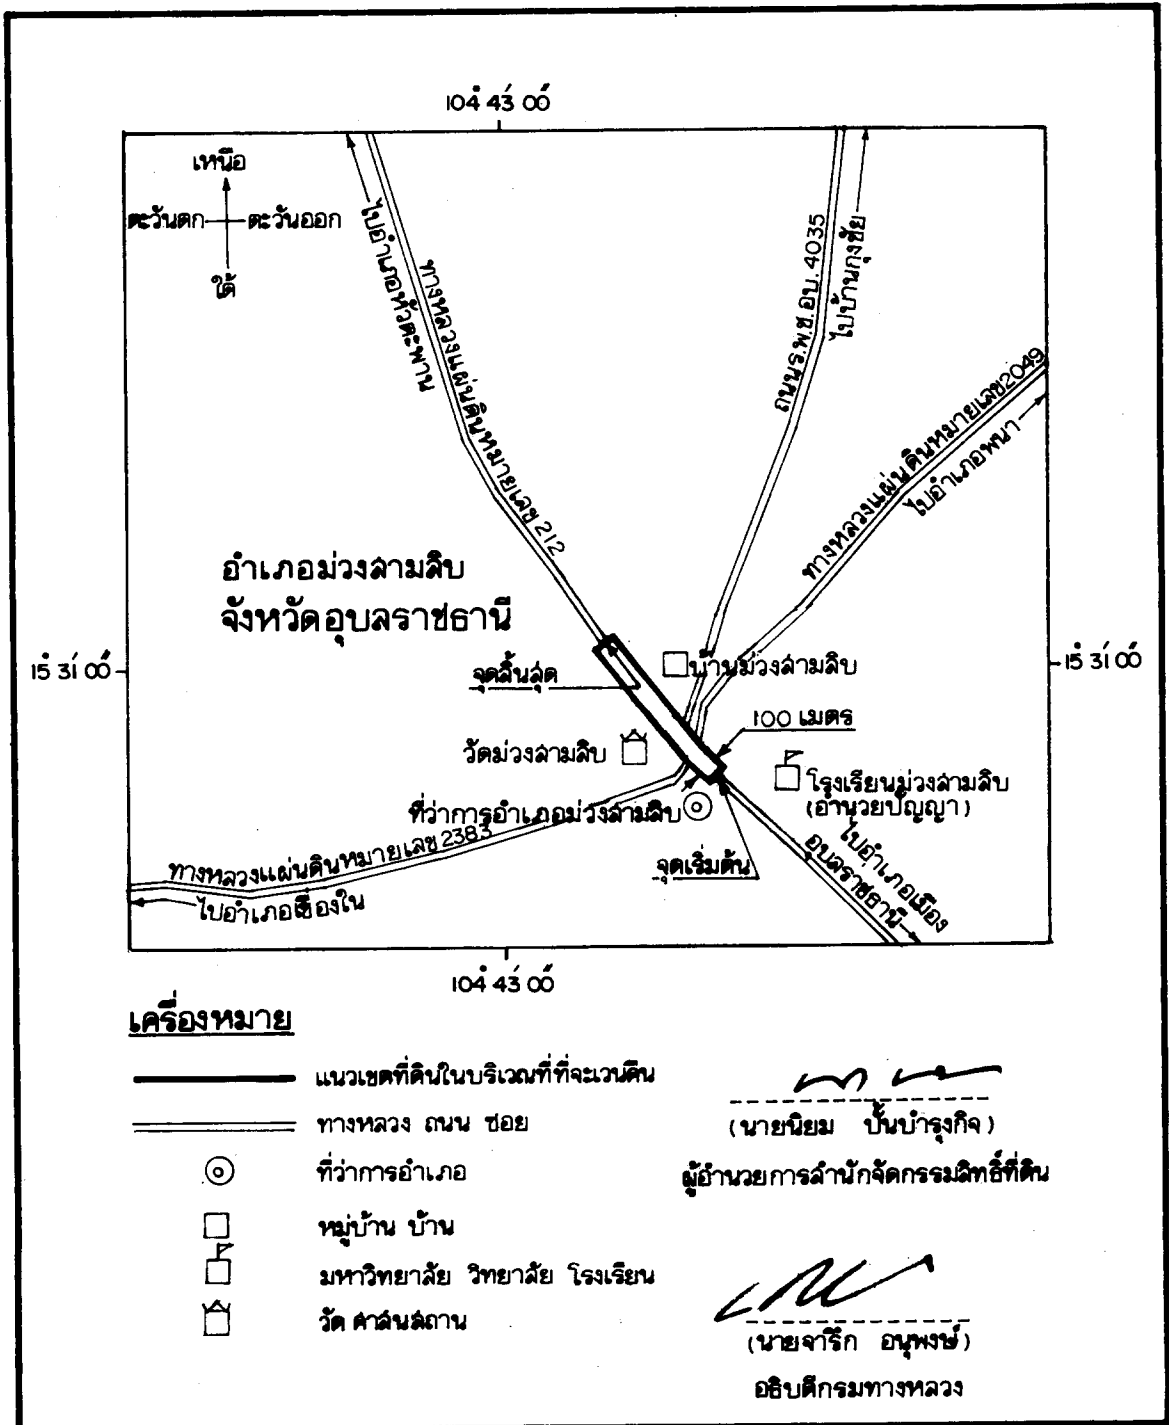 104° 43′ 00″
เหนือ
ตะวันตก ตะวันออก
ใต้
ไปอำเภอหัวตะพาน
ทางหลวงแผ่นดินหมายเลข 212
ถนนร.พ.ช.อบ.4035
ไปบ้านกุงชัย
ทางหลวงแผ่นดินหมายเลข2049
ไปอำเภอพนา
อำเภอม่วงสามสิบ
จังหวัดอุบลราชธานี
15° 31′ 00″
15° 31′ 00″
จุดสิ้นสุด
บ้านม่วงสามสิบ
100 เมตร
วัดม่วงสามสิบ
โรงเรียนม่วงสามสิบ
(อำนวยปัญญา)
ที่ว่าการอำเภอม่วงสามสิบ
จุดเริ่มต้น
ทางหลวงแผ่นดินหมายเลข 2383
ไปอำเภอเขื่องใน
ไปอำเภอเมือง
อุบลราชธานี
104° 43′ 00″
เครื่องหมาย
แนวเขตที่ดินในบริเวณที่ที่จะเวนคืน
ทางหลวง ถนน ซอย
ที่ว่าการอำเภอ
หมู่บ้าน บ้าน
มหาวิทยาลัย วิทยาลัย โรงเรียน
วัด ศาสนสถาน
(นายนิยม ปั้นบำรุงกิจ)
ผู้อำนวยการสำนักจัดกรรมสิทธิ์ที่ดิน
(นายจาริก อนุพงษ์)
อธิบดีกรมทางหลวง